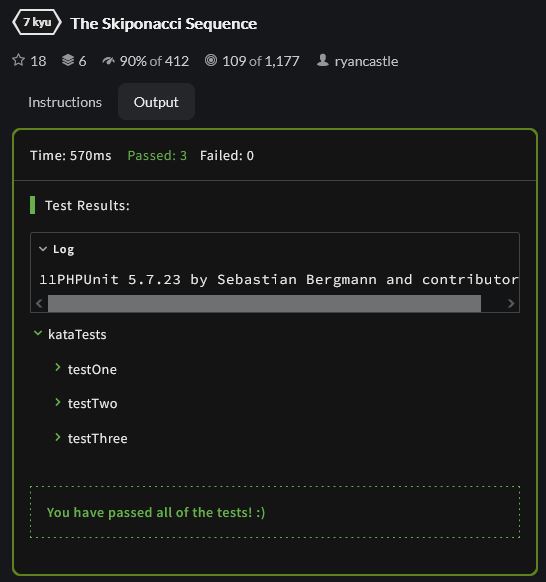 7 kyu The Skiponacci Sequence
18 6 90% of 412 109 of 1,177 ryancastle
Instructions Output
Time: 570ms Passed: 3 Failed: 0
Test Results:
Log
11PHPUnit 5.7.23 by Sebastian Bergmann and contributor
kataTests
testOne
testTwo
testThree
You have passed all of the tests! :)